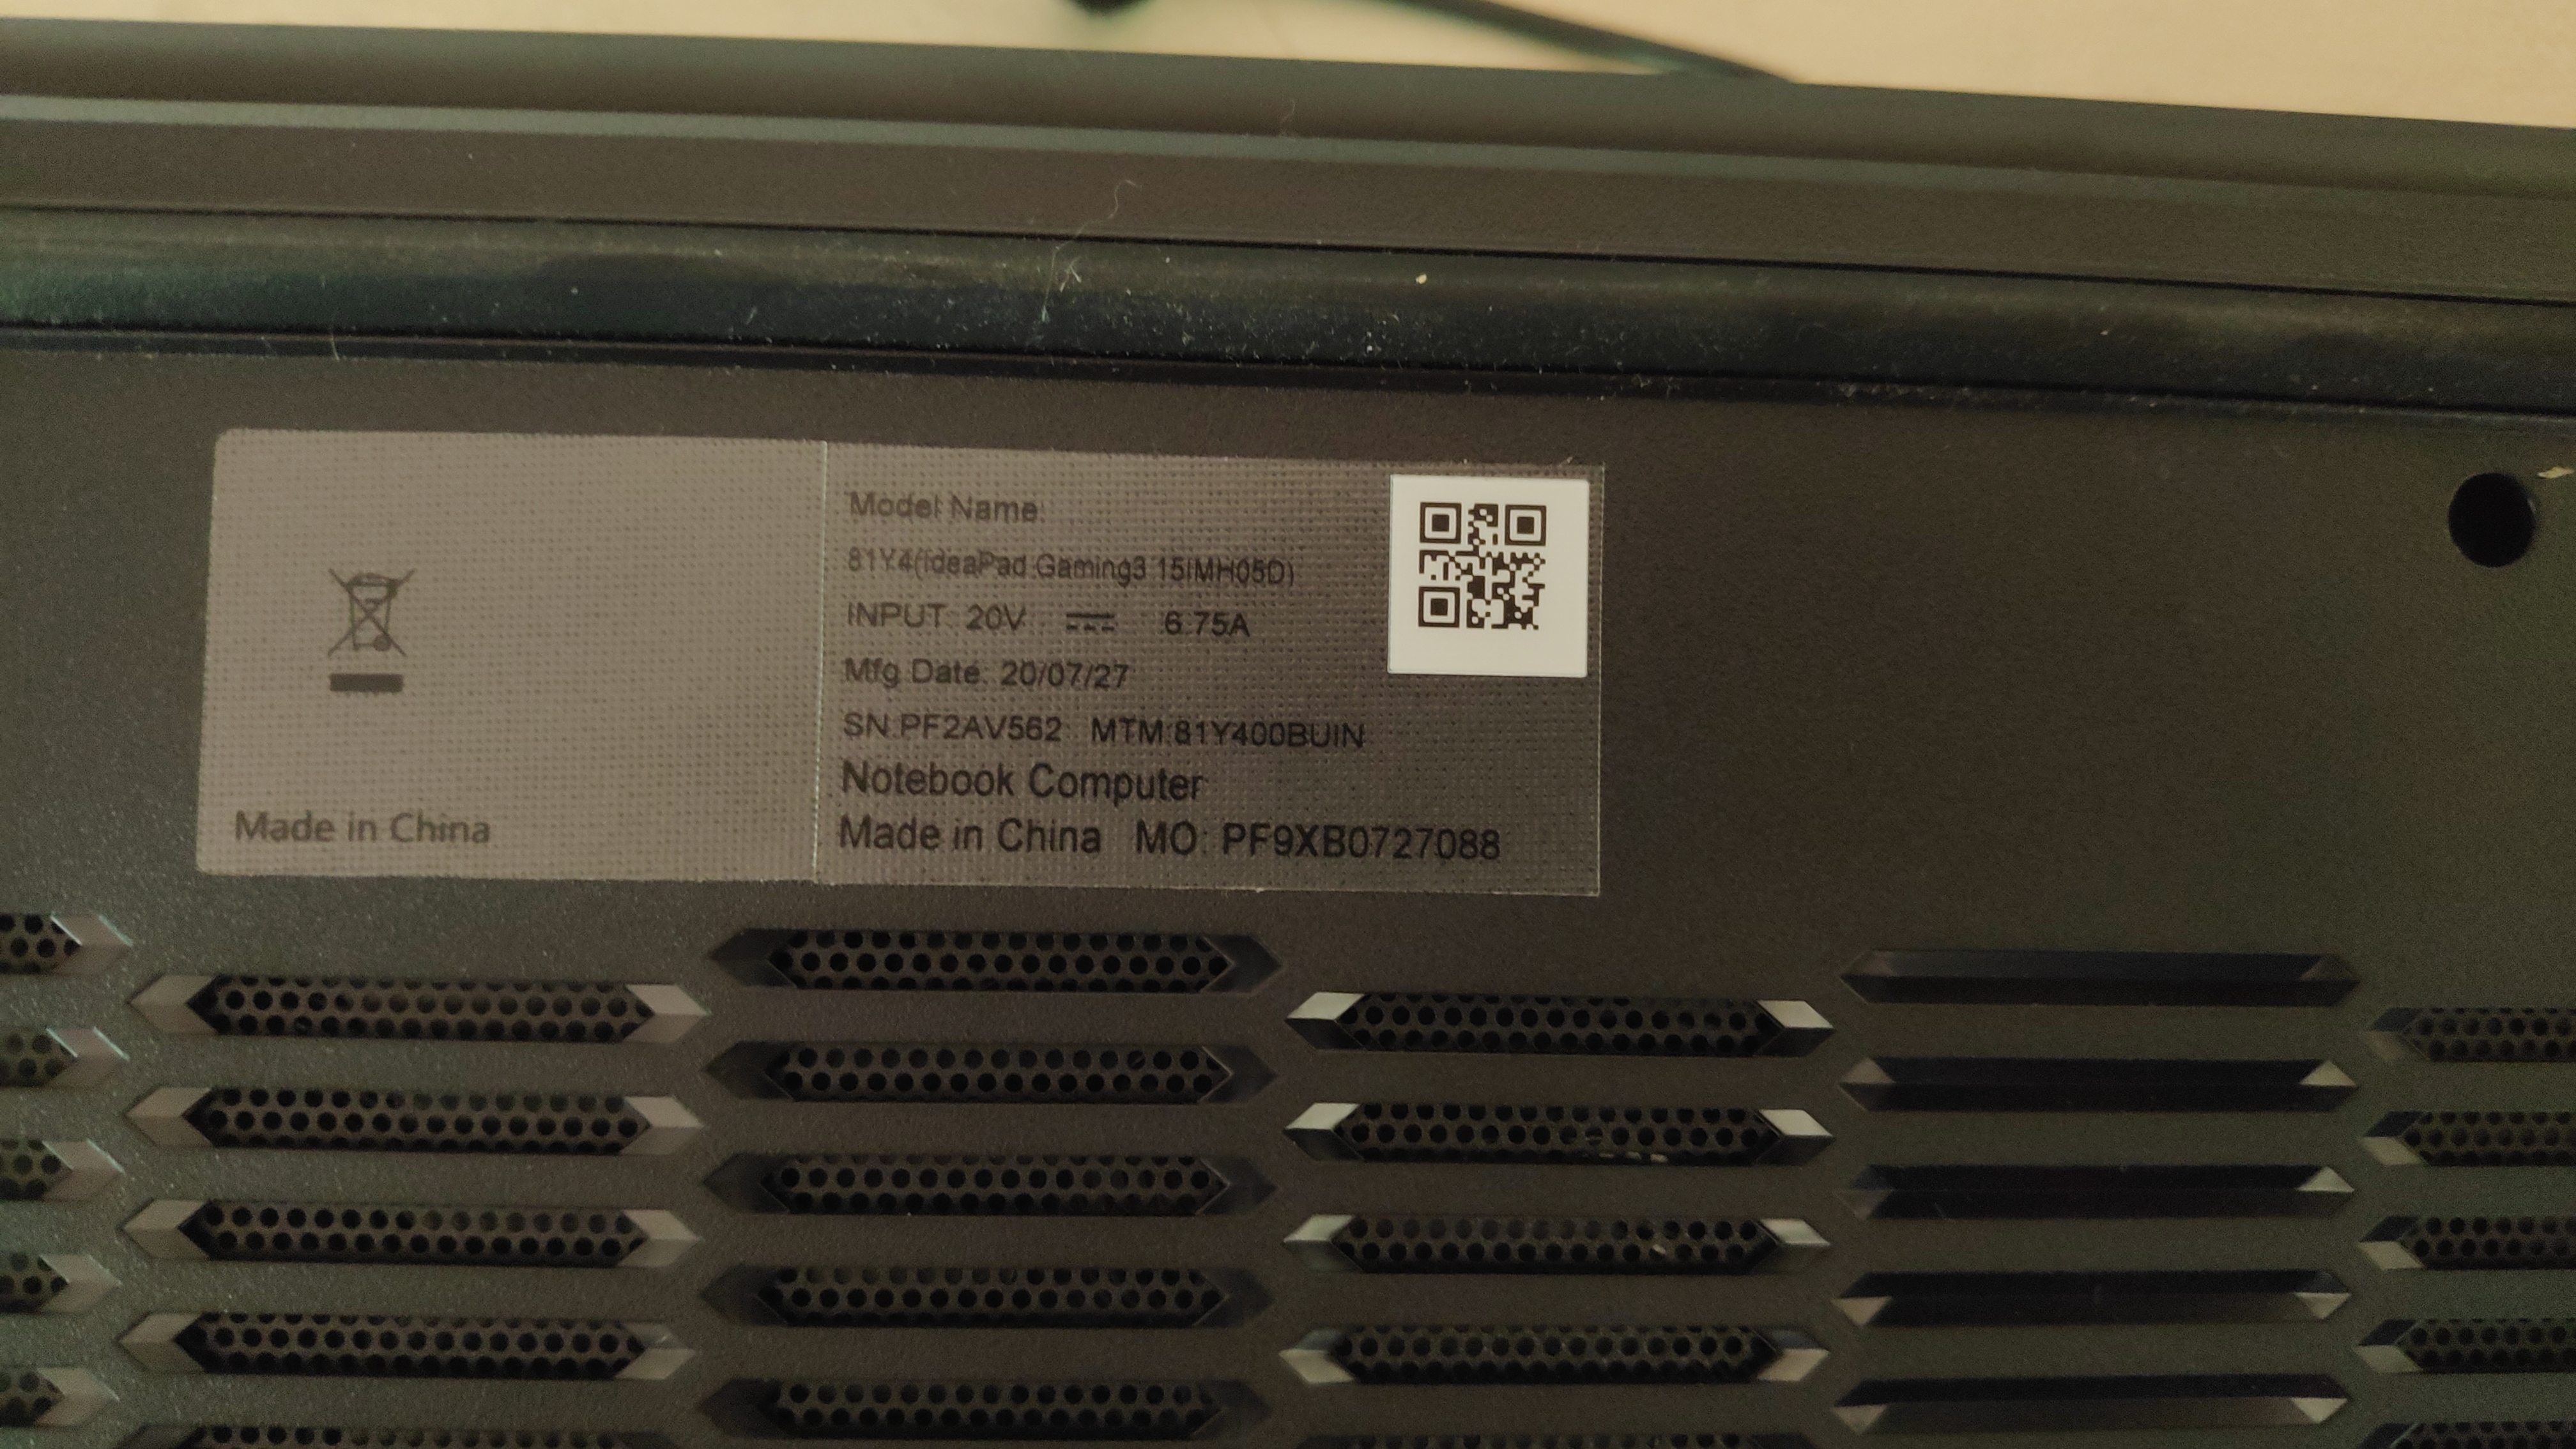 Made in China
Model Name:
81Y4(IdeaPad Gaming3 15IMH05D)
INPUT: 20V ⎓ 6.75A
Mfg Date: 20/07/27
SN:PF2AV562 MTM:81Y400BUIN
Notebook Computer
Made in China MO: PF9XB0727088